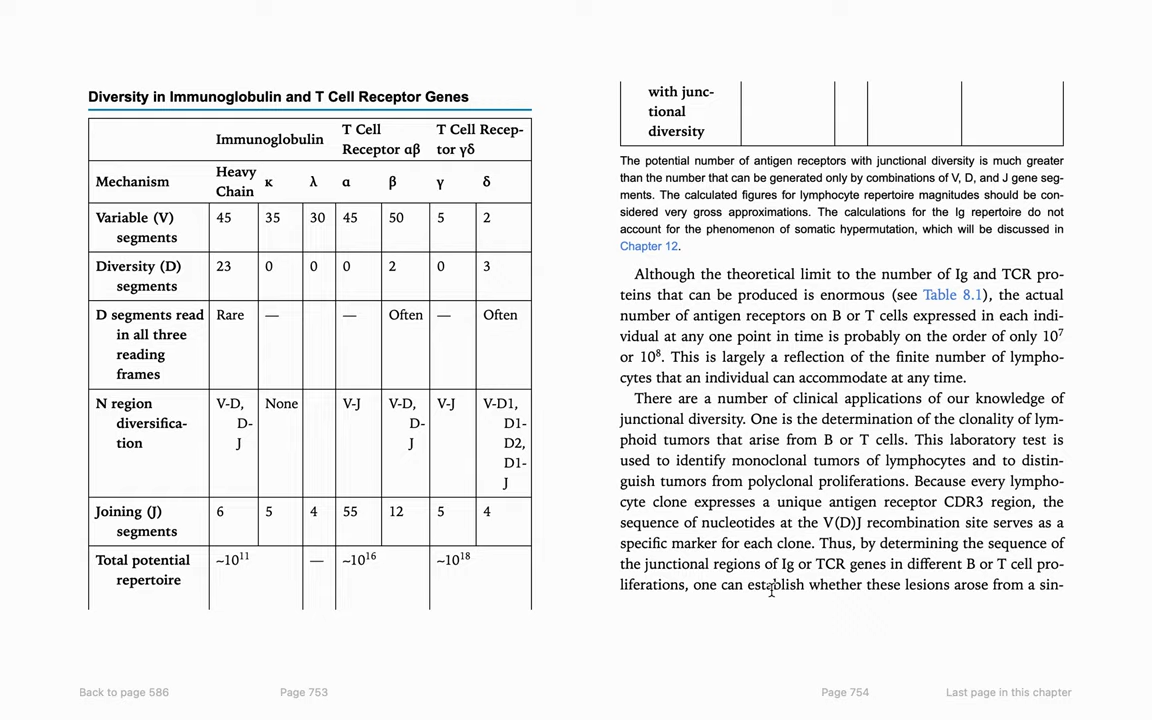 Diversity in Immunoglobulin and T Cell Receptor Genes
Immunoglobulin T Cell Receptor αβ T Cell Recep-tor γδ
Mechanism Heavy Chain κ λ α β γ δ
Variable (V) segments 45 35 30 45 50 5 2
Diversity (D) segments 23 0 0 0 2 0 3
D segments read in all three reading frames Rare — — Often — Often
N region diversifica-tion V-D, D-J None V-J V-D, D-J V-J V-D1, D1-D2, D1-J
Joining (J) segments 6 5 4 55 12 5 4
Total potential repertoire ~10¹¹ — ~10¹⁶ ~10¹⁸
with junc-
tional
diversity
The potential number of antigen receptors with junctional diversity is much greater
than the number that can be generated only by combinations of V, D, and J gene seg-
ments. The calculated figures for lymphocyte repertoire magnitudes should be con-
sidered very gross approximations. The calculations for the Ig repertoire do not
account for the phenomenon of somatic hypermutation, which will be discussed in
Chapter 12.
Although the theoretical limit to the number of Ig and TCR pro-
teins that can be produced is enormous (see Table 8.1), the actual
number of antigen receptors on B or T cells expressed in each indi-
vidual at any one point in time is probably on the order of only 10⁷
or 10⁸. This is largely a reflection of the finite number of lympho-
cytes that an individual can accommodate at any time.
There are a number of clinical applications of our knowledge of
junctional diversity. One is the determination of the clonality of lym-
phoid tumors that arise from B or T cells. This laboratory test is
used to identify monoclonal tumors of lymphocytes and to distin-
guish tumors from polyclonal proliferations. Because every lympho-
cyte clone expresses a unique antigen receptor CDR3 region, the
sequence of nucleotides at the V(D)J recombination site serves as a
specific marker for each clone. Thus, by determining the sequence of
the junctional regions of Ig or TCR genes in different B or T cell pro-
liferations, one can establish whether these lesions arose from a sin-
Back to page 586 Page 753 Page 754 Last page in this chapter